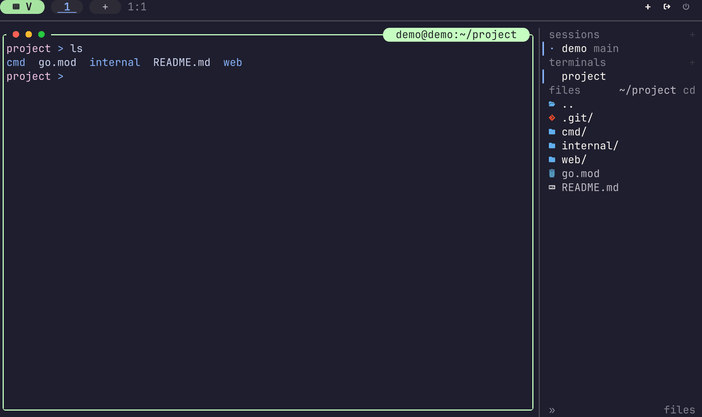 V 1 + 1:1 +
demo@demo:~/project
project > ls
cmd go.mod internal README.md web
project >
sessions +
· demo main
terminals +
project
files ~/project cd
..
.git/
cmd/
internal/
web/
go.mod
README.md
» files